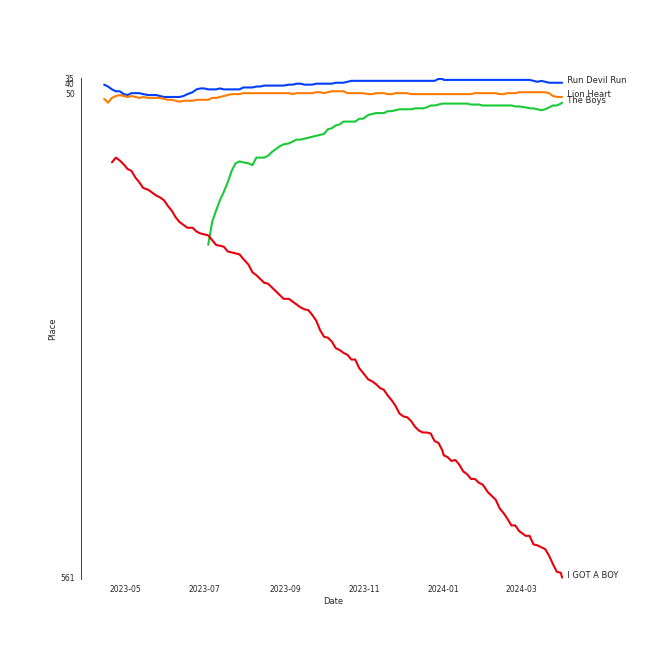 35
40
50
Run Devil Run
Lion Heart
The Boys
Place
561
I GOT A BOY
2023-05
2023-07
2023-09
2023-11
2024-01
2024-03
Date